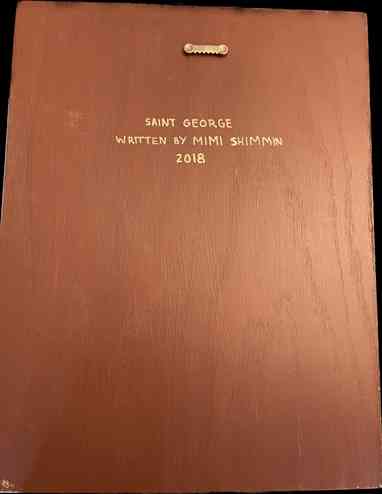 SAINT GEORGE
WRITTEN BY MIMI SHIMMIN
2018